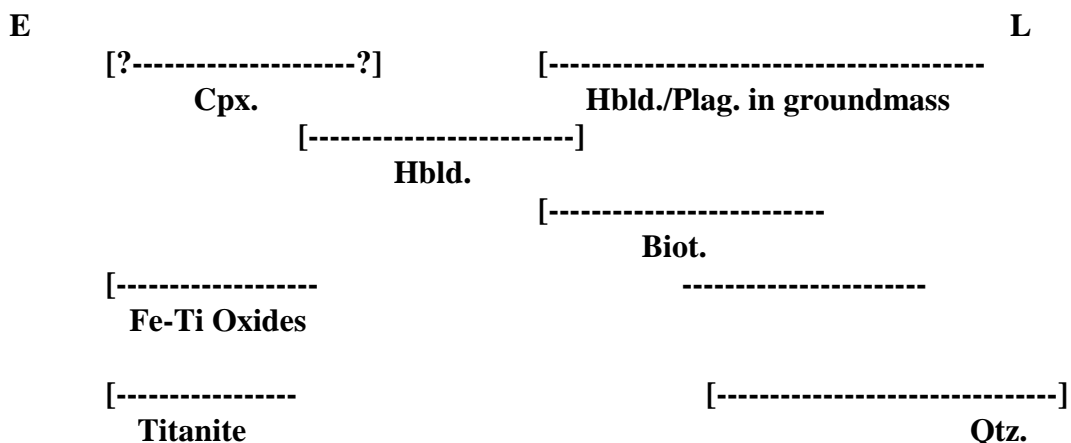 E L
[?---------------------?] [-----------------------------------------
Cpx. Hbld./Plag. in groundmass
[-------------------------]
Hbld.
[--------------------------
Biot.
[------------------- -----------------------
Fe-Ti Oxides
[----------------- [---------------------------------]
Titanite Qtz.